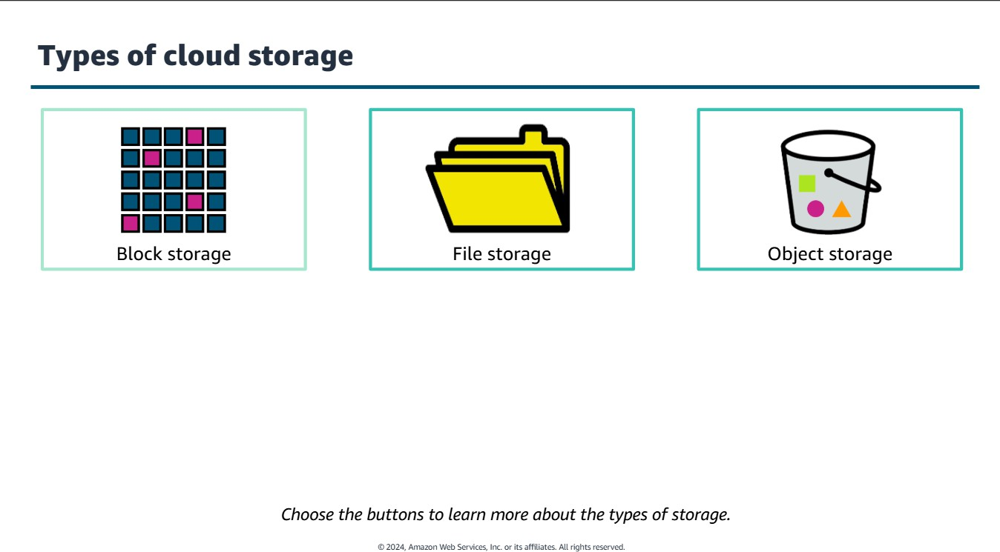 Types of cloud storage
Block storage
File storage
Object storage
Choose the buttons to learn more about the types of storage.
© 2024, Amazon Web Services, Inc. or its affiliates. All rights reserved.